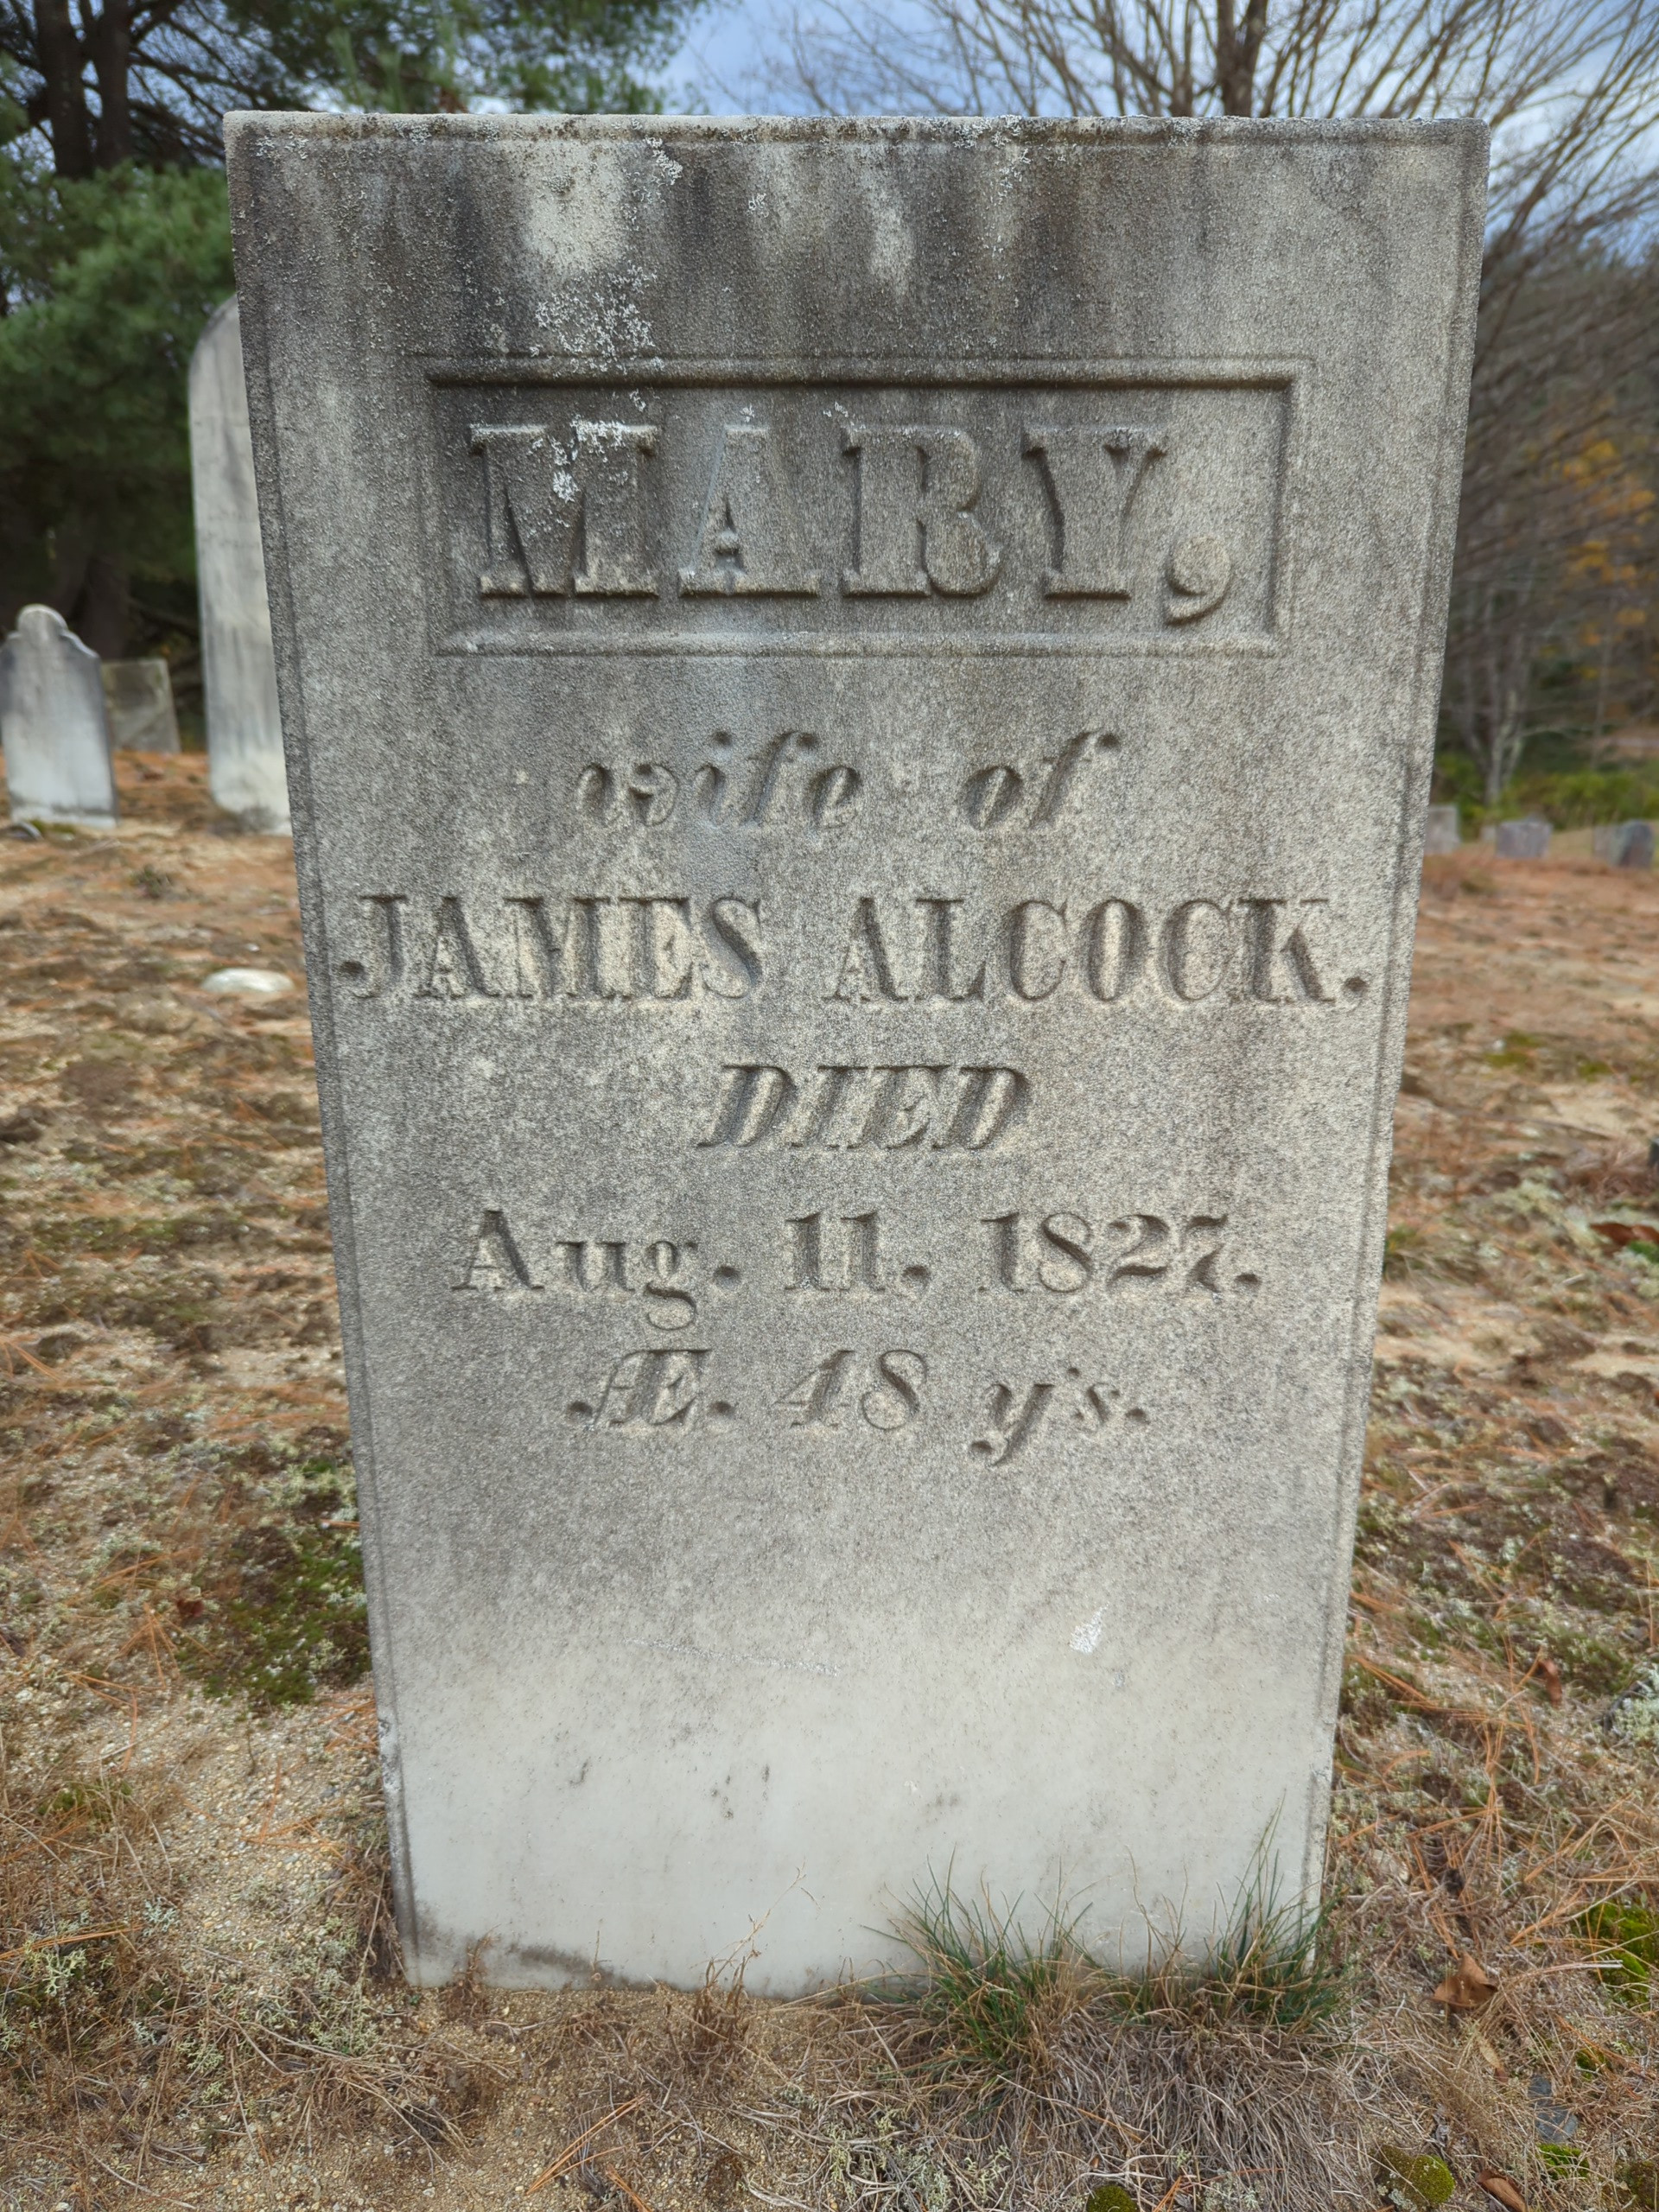 MARY,
wife of
JAMES ALCOCK.
DIED
Aug. 11, 1827.
Æ. 48 y's.